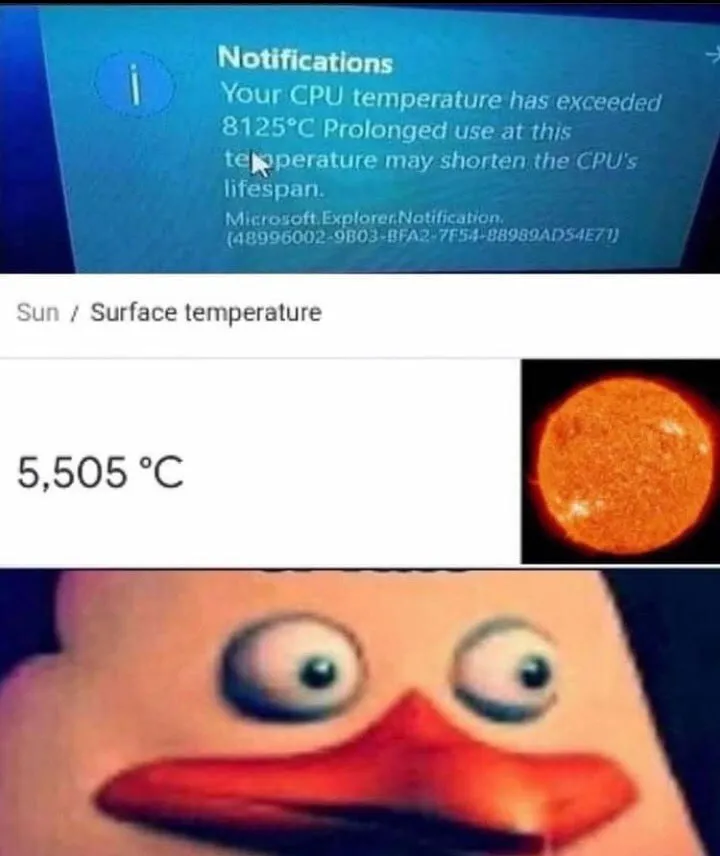 Notifications
Your CPU temperature has exceeded
8125°C Prolonged use at this
temperature may shorten the CPU's
lifespan.
Microsoft.Explorer.Notification.
{48996002-9B03-8FA2-7F54-88989AD54E71}
Sun / Surface temperature
5,505 °C